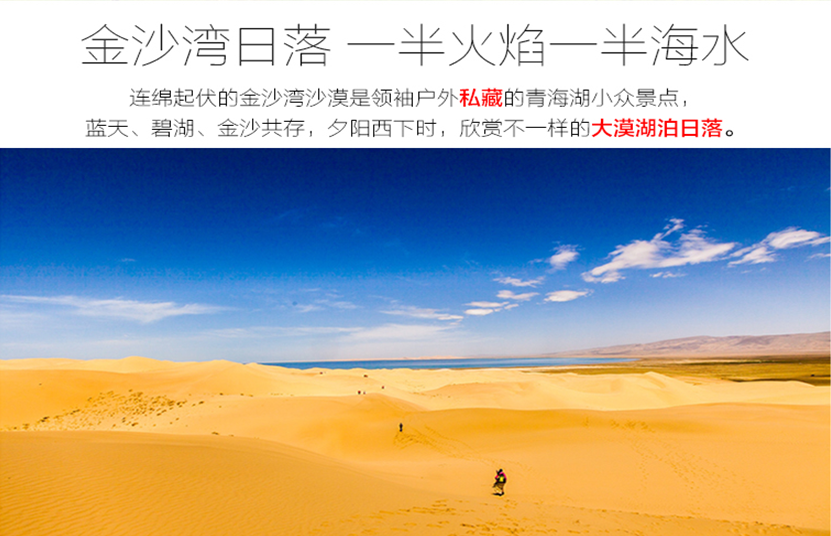 金沙湾日落 一半火焰一半海水
连绵起伏的金沙湾沙漠是领袖户外私藏的青海湖小众景点，
蓝天、碧湖、金沙共存，夕阳西下时，欣赏不一样的大漠湖泊日落。